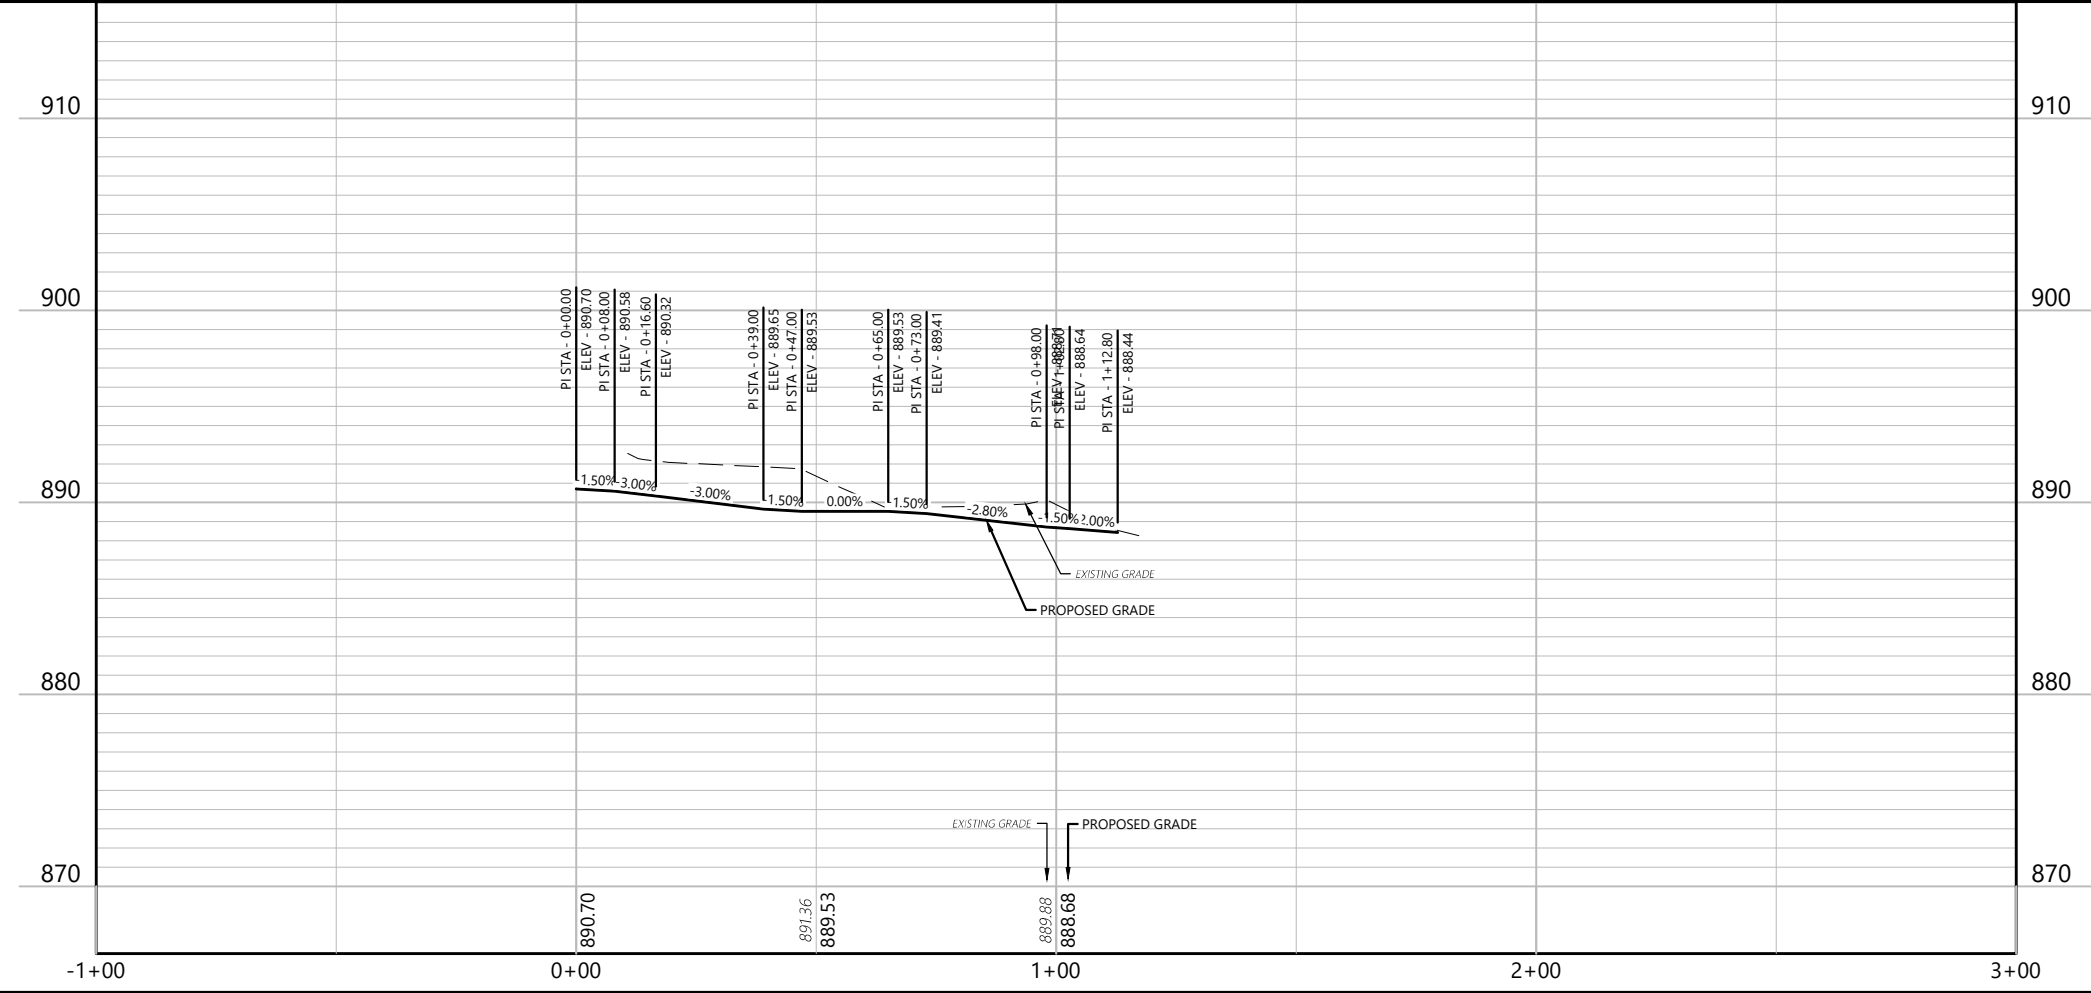 910
910
900
900
890
890
880
880
870
870
PI STA - 0+00.00
ELEV - 890.70
PI STA - 0+08.00
ELEV - 890.58
PI STA - 0+16.60
ELEV - 890.32
PI STA - 0+39.00
ELEV - 889.65
PI STA - 0+47.00
ELEV - 889.53
PI STA - 0+65.00
ELEV - 889.53
PI STA - 0+73.00
ELEV - 889.41
PI STA - 0+98.00
ELEV -
PI STA -
ELEV - 888.64
PI STA - 1+12.80
ELEV - 888.44
1.50%
-3.00%
-3.00%
1.50%
0.00%
1.50%
-2.80%
-1.50%
2.00%
EXISTING GRADE
PROPOSED GRADE
EXISTING GRADE
PROPOSED GRADE
890.70
891.36
889.53
889.88
888.68
-1+00
0+00
1+00
2+00
3+00